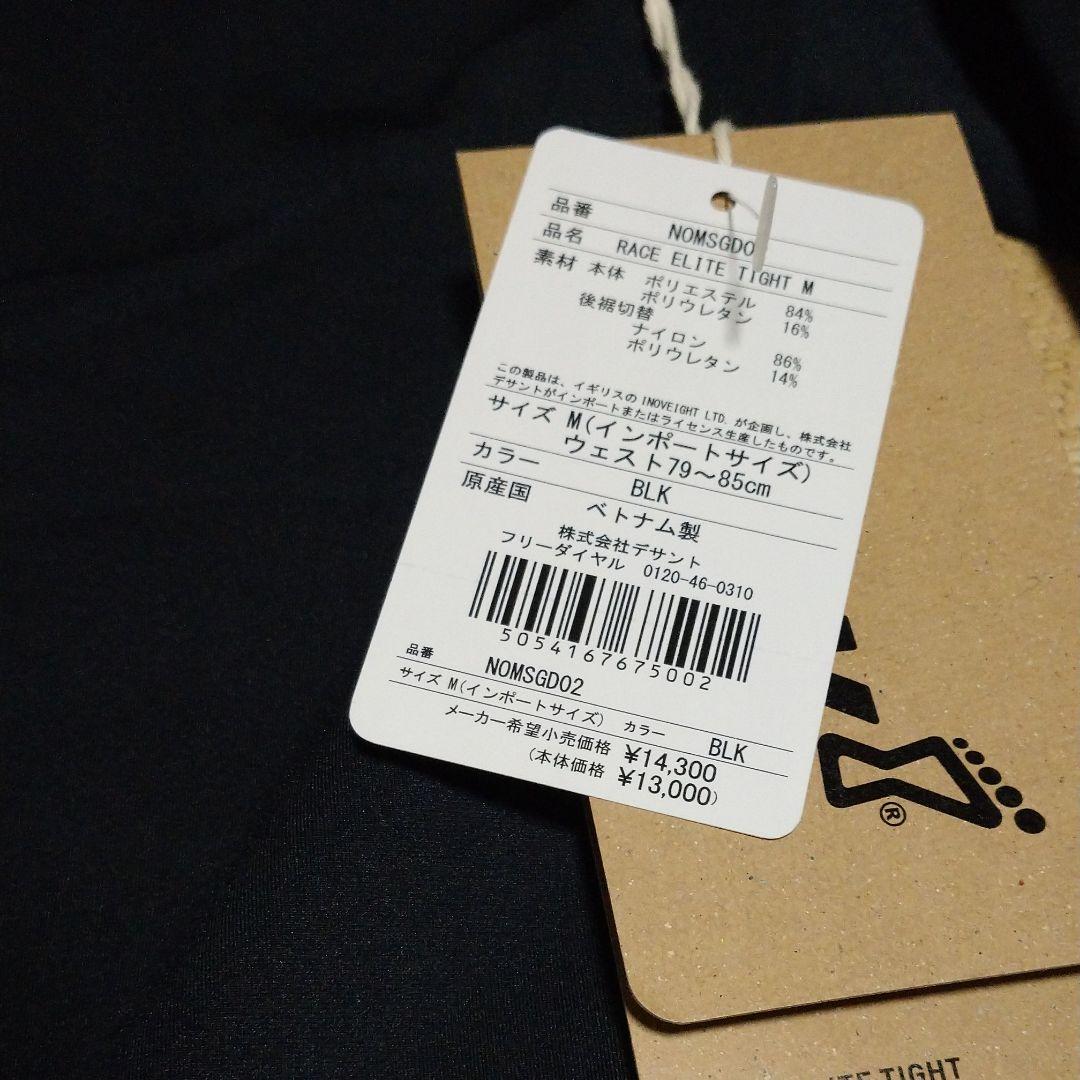 品番 NOMSGD0
品名 RACE ELITE TIGHT M
素材 本体 ポリエステル 84%
ポリウレタン 16%
後裾切替
ナイロン 86%
ポリウレタン 14%
この製品は、イギリスの INOVEIGHT LTD. が企画し、株式会社
デサントがインポートまたはライセンス生産したものです。
サイズ M(インポートサイズ)
ウェスト79～85cm
カラー BLK
原産国 ベトナム製
株式会社デサント
フリーダイヤル 0120-46-0310
5054167675002
品番 NOMSGD02
サイズ M(インポートサイズ) カラー BLK
メーカー希望小売価格 ¥14,300
(本体価格 ¥13,000)
®
TIGHT